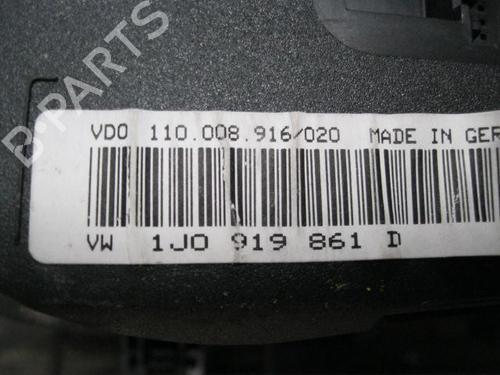 B-PARTS
VDO 110.008.916/020 MADE IN GER
VW 1J0 919 861 D